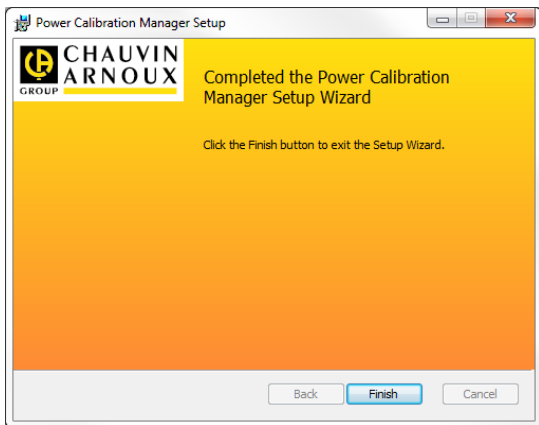 Power Calibration Manager Setup
CHAUVIN
ARNOUX
GROUP
Completed the Power Calibration
Manager Setup Wizard
Click the Finish button to exit the Setup Wizard.
Back
Finish
Cancel